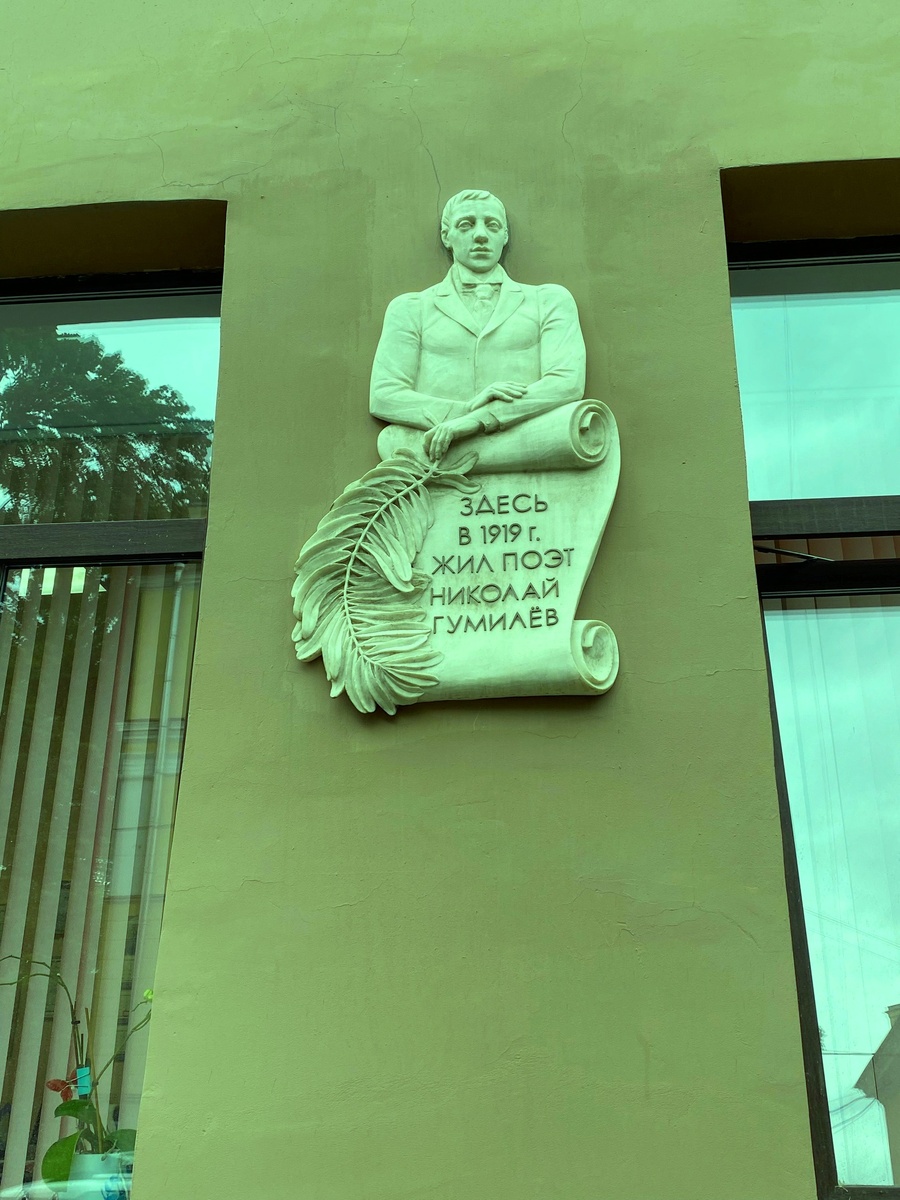 ЗДЕСЬ
В 1919 г.
ЖИЛ ПОЭТ
НИКОЛАЙ
ГУМИЛЁВ